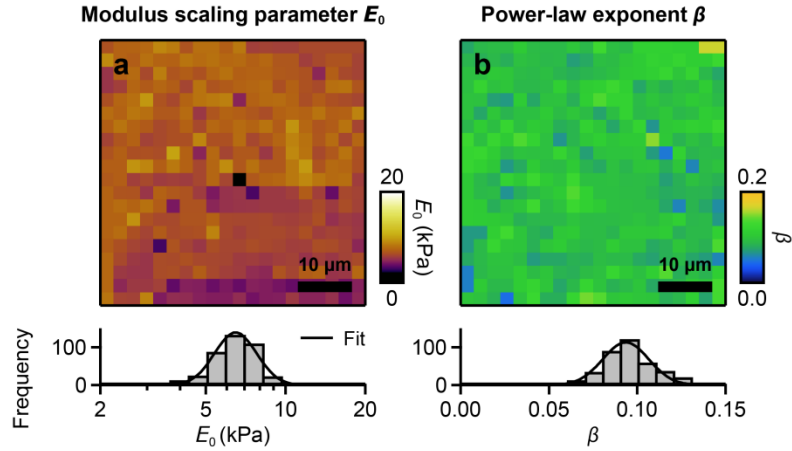 Modulus scaling parameter E₀
Power-law exponent β
a
b
20
E₀ (kPa)
0
10 µm
0.2
β
0.0
10 µm
Frequency
100
0
Fit
2
5
10
20
E₀ (kPa)
100
0
0.00
0.05
0.10
0.15
β